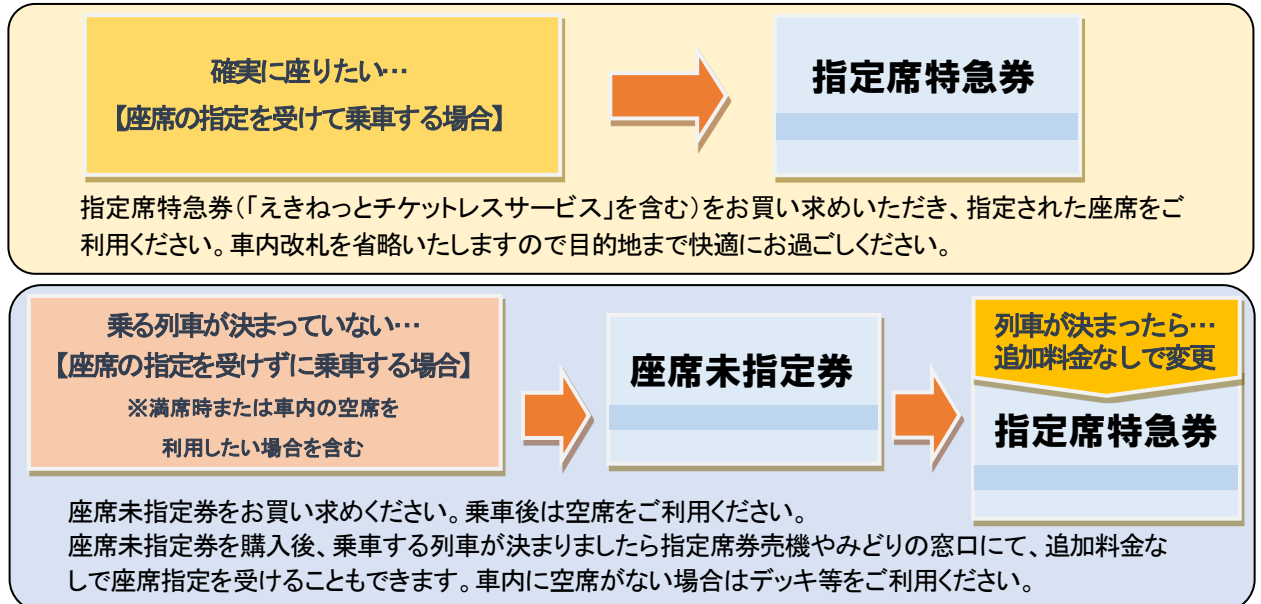 確実に座りたい…
【座席の指定を受けて乗車する場合】
指定席特急券
指定席特急券(「えきねっとチケットレスサービス」を含む)をお買い求めいただき、指定された座席をご
利用ください。車内改札を省略いたしますので目的地まで快適にお過ごしください。
乗る列車が決まっていない…
【座席の指定を受けずに乗車する場合】
※満席時または車内の空席を
利用したい場合を含む
座席未指定券
列車が決まったら…
追加料金なしで変更
指定席特急券
座席未指定券をお買い求めください。乗車後は空席をご利用ください。
座席未指定券を購入後、乗車する列車が決まりましたら指定席券売機やみどりの窓口にて、追加料金な
しで座席指定を受けることもできます。車内に空席がない場合はデッキ等をご利用ください。